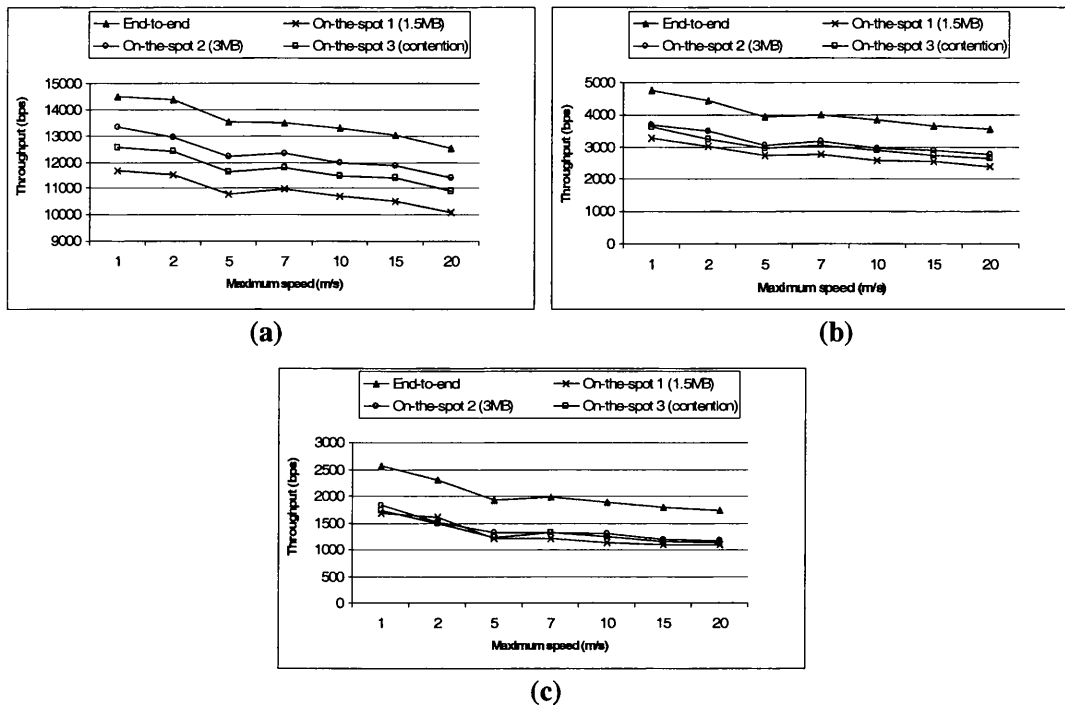 End-to-end
On-the-spot 1 (1.5MB)
On-the-spot 2 (3MB)
On-the-spot 3 (contention)
Throughput (bps)
15000
14000
13000
12000
11000
10000
9000
1 2 5 7 10 15 20
Maximum speed (m/s)
(a)
End-to-end
On-the-spot 1 (1.5MB)
On-the-spot 2 (3MB)
On-the-spot 3 (contention)
Throughput (bps)
5000
4000
3000
2000
1000
0
1 2 5 7 10 15 20
Maximum speed (m/s)
(b)
End-to-end
On-the-spot 1 (1.5MB)
On-the-spot 2 (3MB)
On-the-spot 3 (contention)
Throughput (bps)
3000
2500
2000
1500
1000
500
0
1 2 5 7 10 15 20
Maximum speed (m/s)
(c)